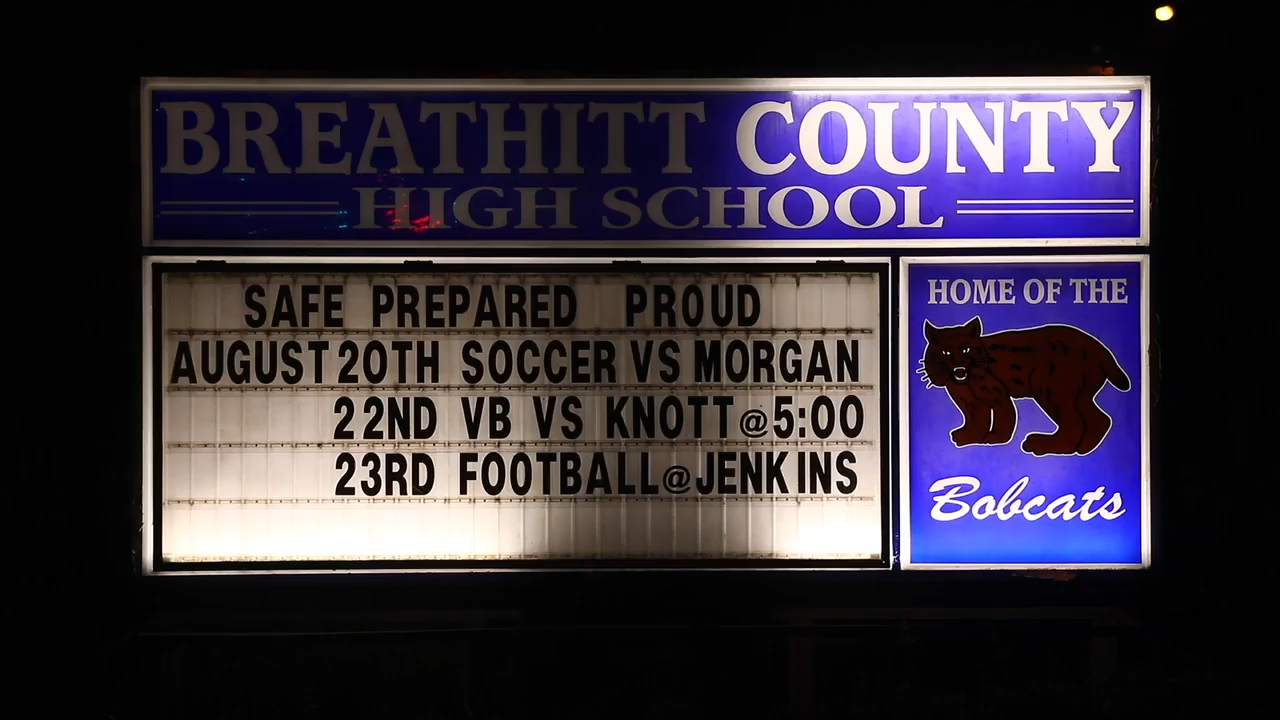 BREATHITT COUNTY
HIGH SCHOOL
SAFE PREPARED PROUD
AUGUST 20TH SOCCER VS MORGAN
22ND VB VS KNOTT@5:00
23RD FOOTBALL@JENKINS
HOME OF THE
Bobcats